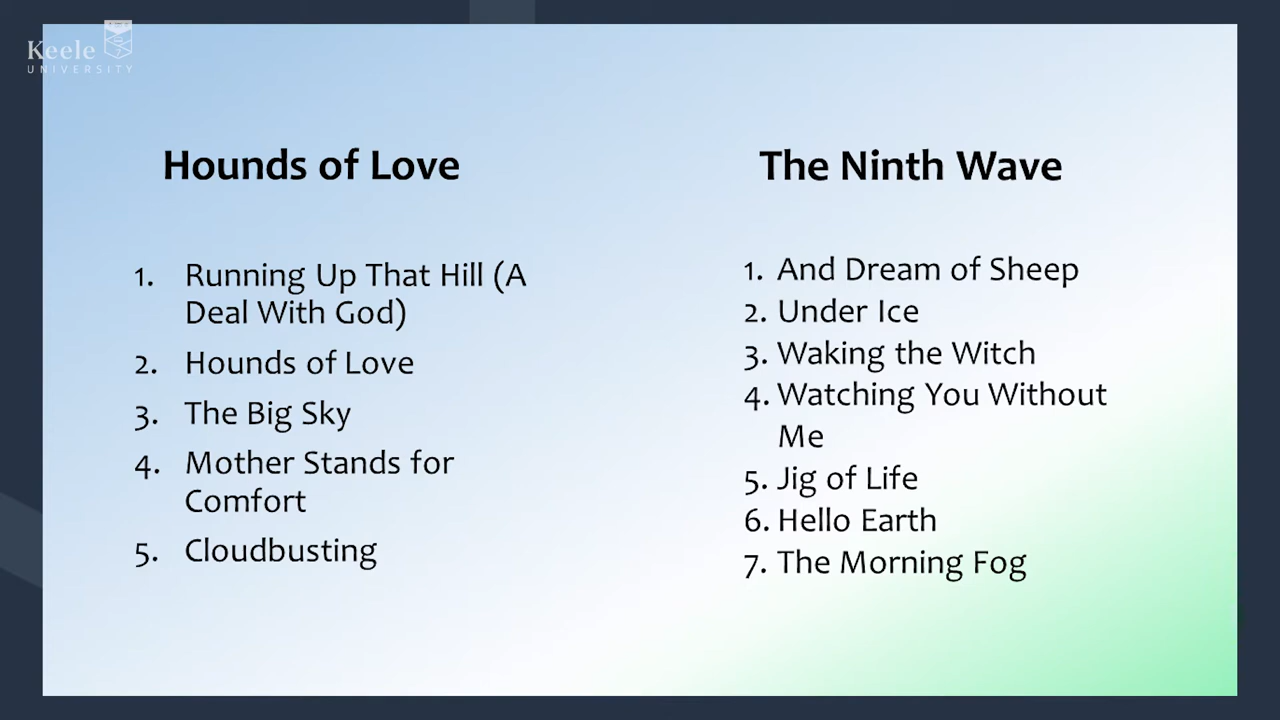 Keele
UNIVERSITY
Hounds of Love
1. Running Up That Hill (A
Deal With God)
2. Hounds of Love
3. The Big Sky
4. Mother Stands for
Comfort
5. Cloudbusting
The Ninth Wave
1. And Dream of Sheep
2. Under Ice
3. Waking the Witch
4. Watching You Without
Me
5. Jig of Life
6. Hello Earth
7. The Morning Fog